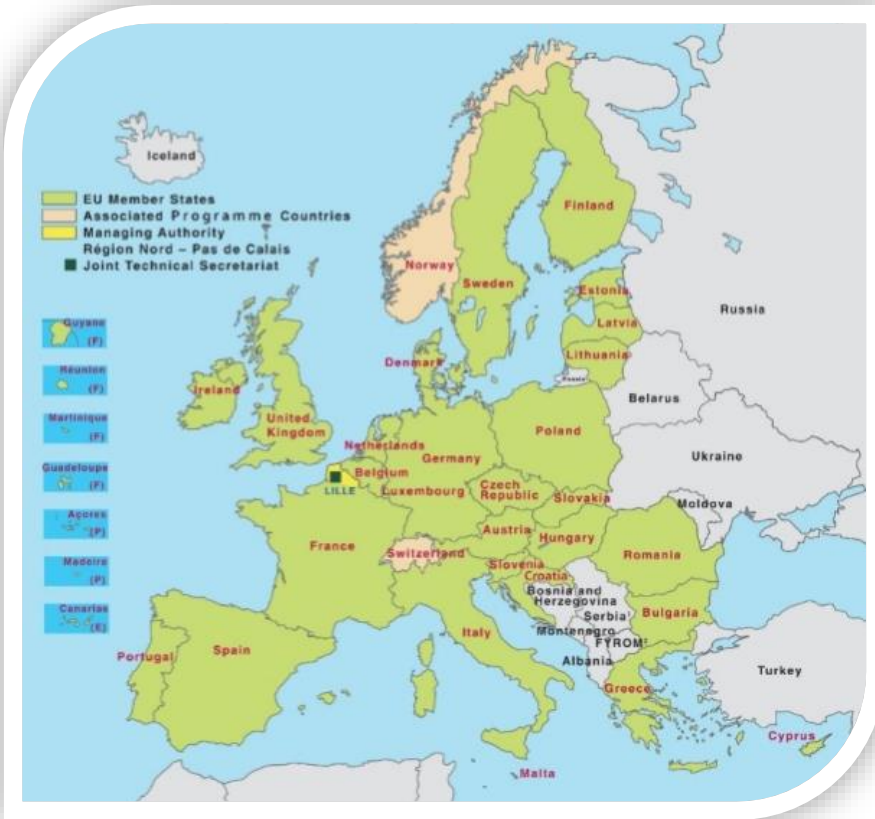 Iceland
EU Member States
Associated Programme Countries
Managing Authority
Région Nord – Pas de Calais
Joint Technical Secretariat
Finland
Norway
Sweden
Estonia
Russia
Latvia
Guyane
(F)
Denmark
Lithuania
Russia
Réunion
(F)
Ireland
Belarus
Martinique
(F)
United
Kingdom
Poland
Netherlands
Germany
Ukraine
Belgium
Guadeloupe
(F)
LILLE
Luxembourg
Czech
Republic
Slovakia
Moldova
Açores
(P)
Austria
Hungary
France
Switzerland
Romania
Madeira
(P)
Slovenia
Croatia
Bosnia and
Herzegovina
Canarias
(E)
Serbia
Bulgaria
Italy
Montenegro
FYROM²
Portugal
Spain
Albania
Turkey
Greece
Cyprus
Malta